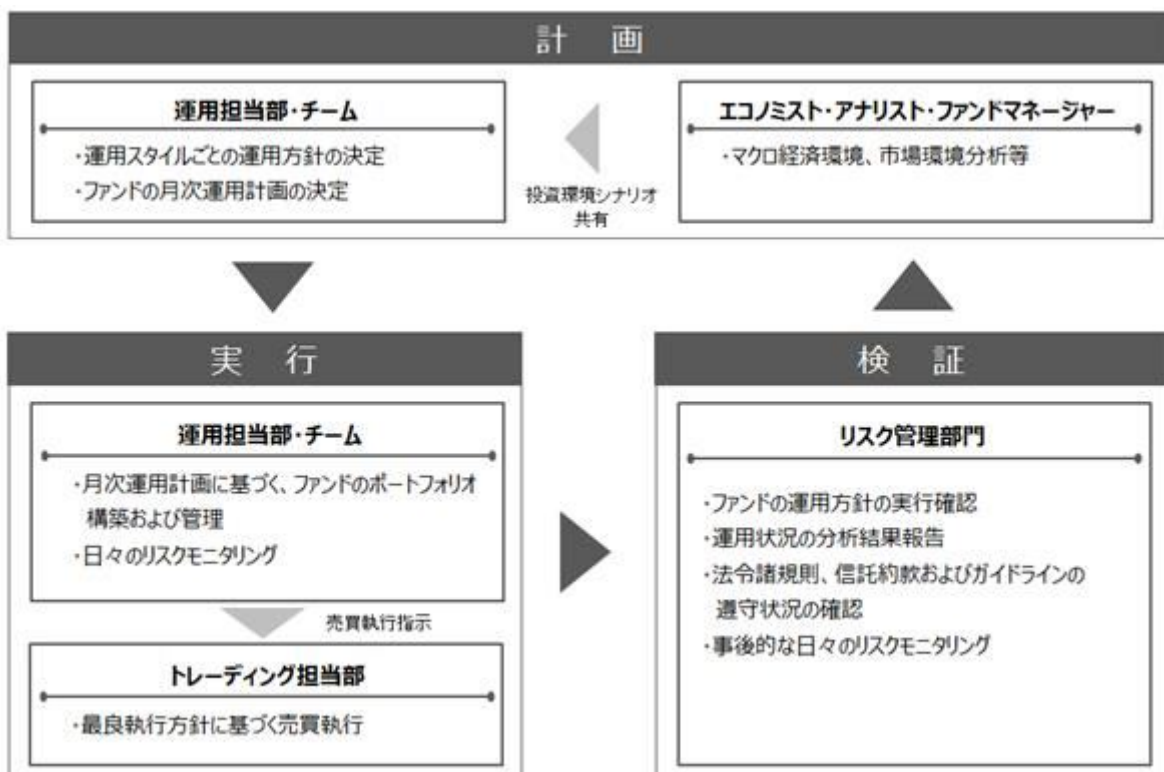 計 画
運用担当部･チーム
･運用スタイルごとの運用方針の決定
･ファンドの月次運用計画の決定
投資環境シナリオ
共有
エコノミスト･アナリスト･ファンドマネージャー
･マクロ経済環境、市場環境分析等
実 行
運用担当部･チーム
･月次運用計画に基づく、ファンドのポートフォリオ
構築および管理
･日々のリスクモニタリング
売買執行指示
トレーディング担当部
･最良執行方針に基づく売買執行
検 証
リスク管理部門
･ファンドの運用方針の実行確認
･運用状況の分析結果報告
･法令諸規則、信託約款およびガイドラインの
遵守状況の確認
･事後的な日々のリスクモニタリング